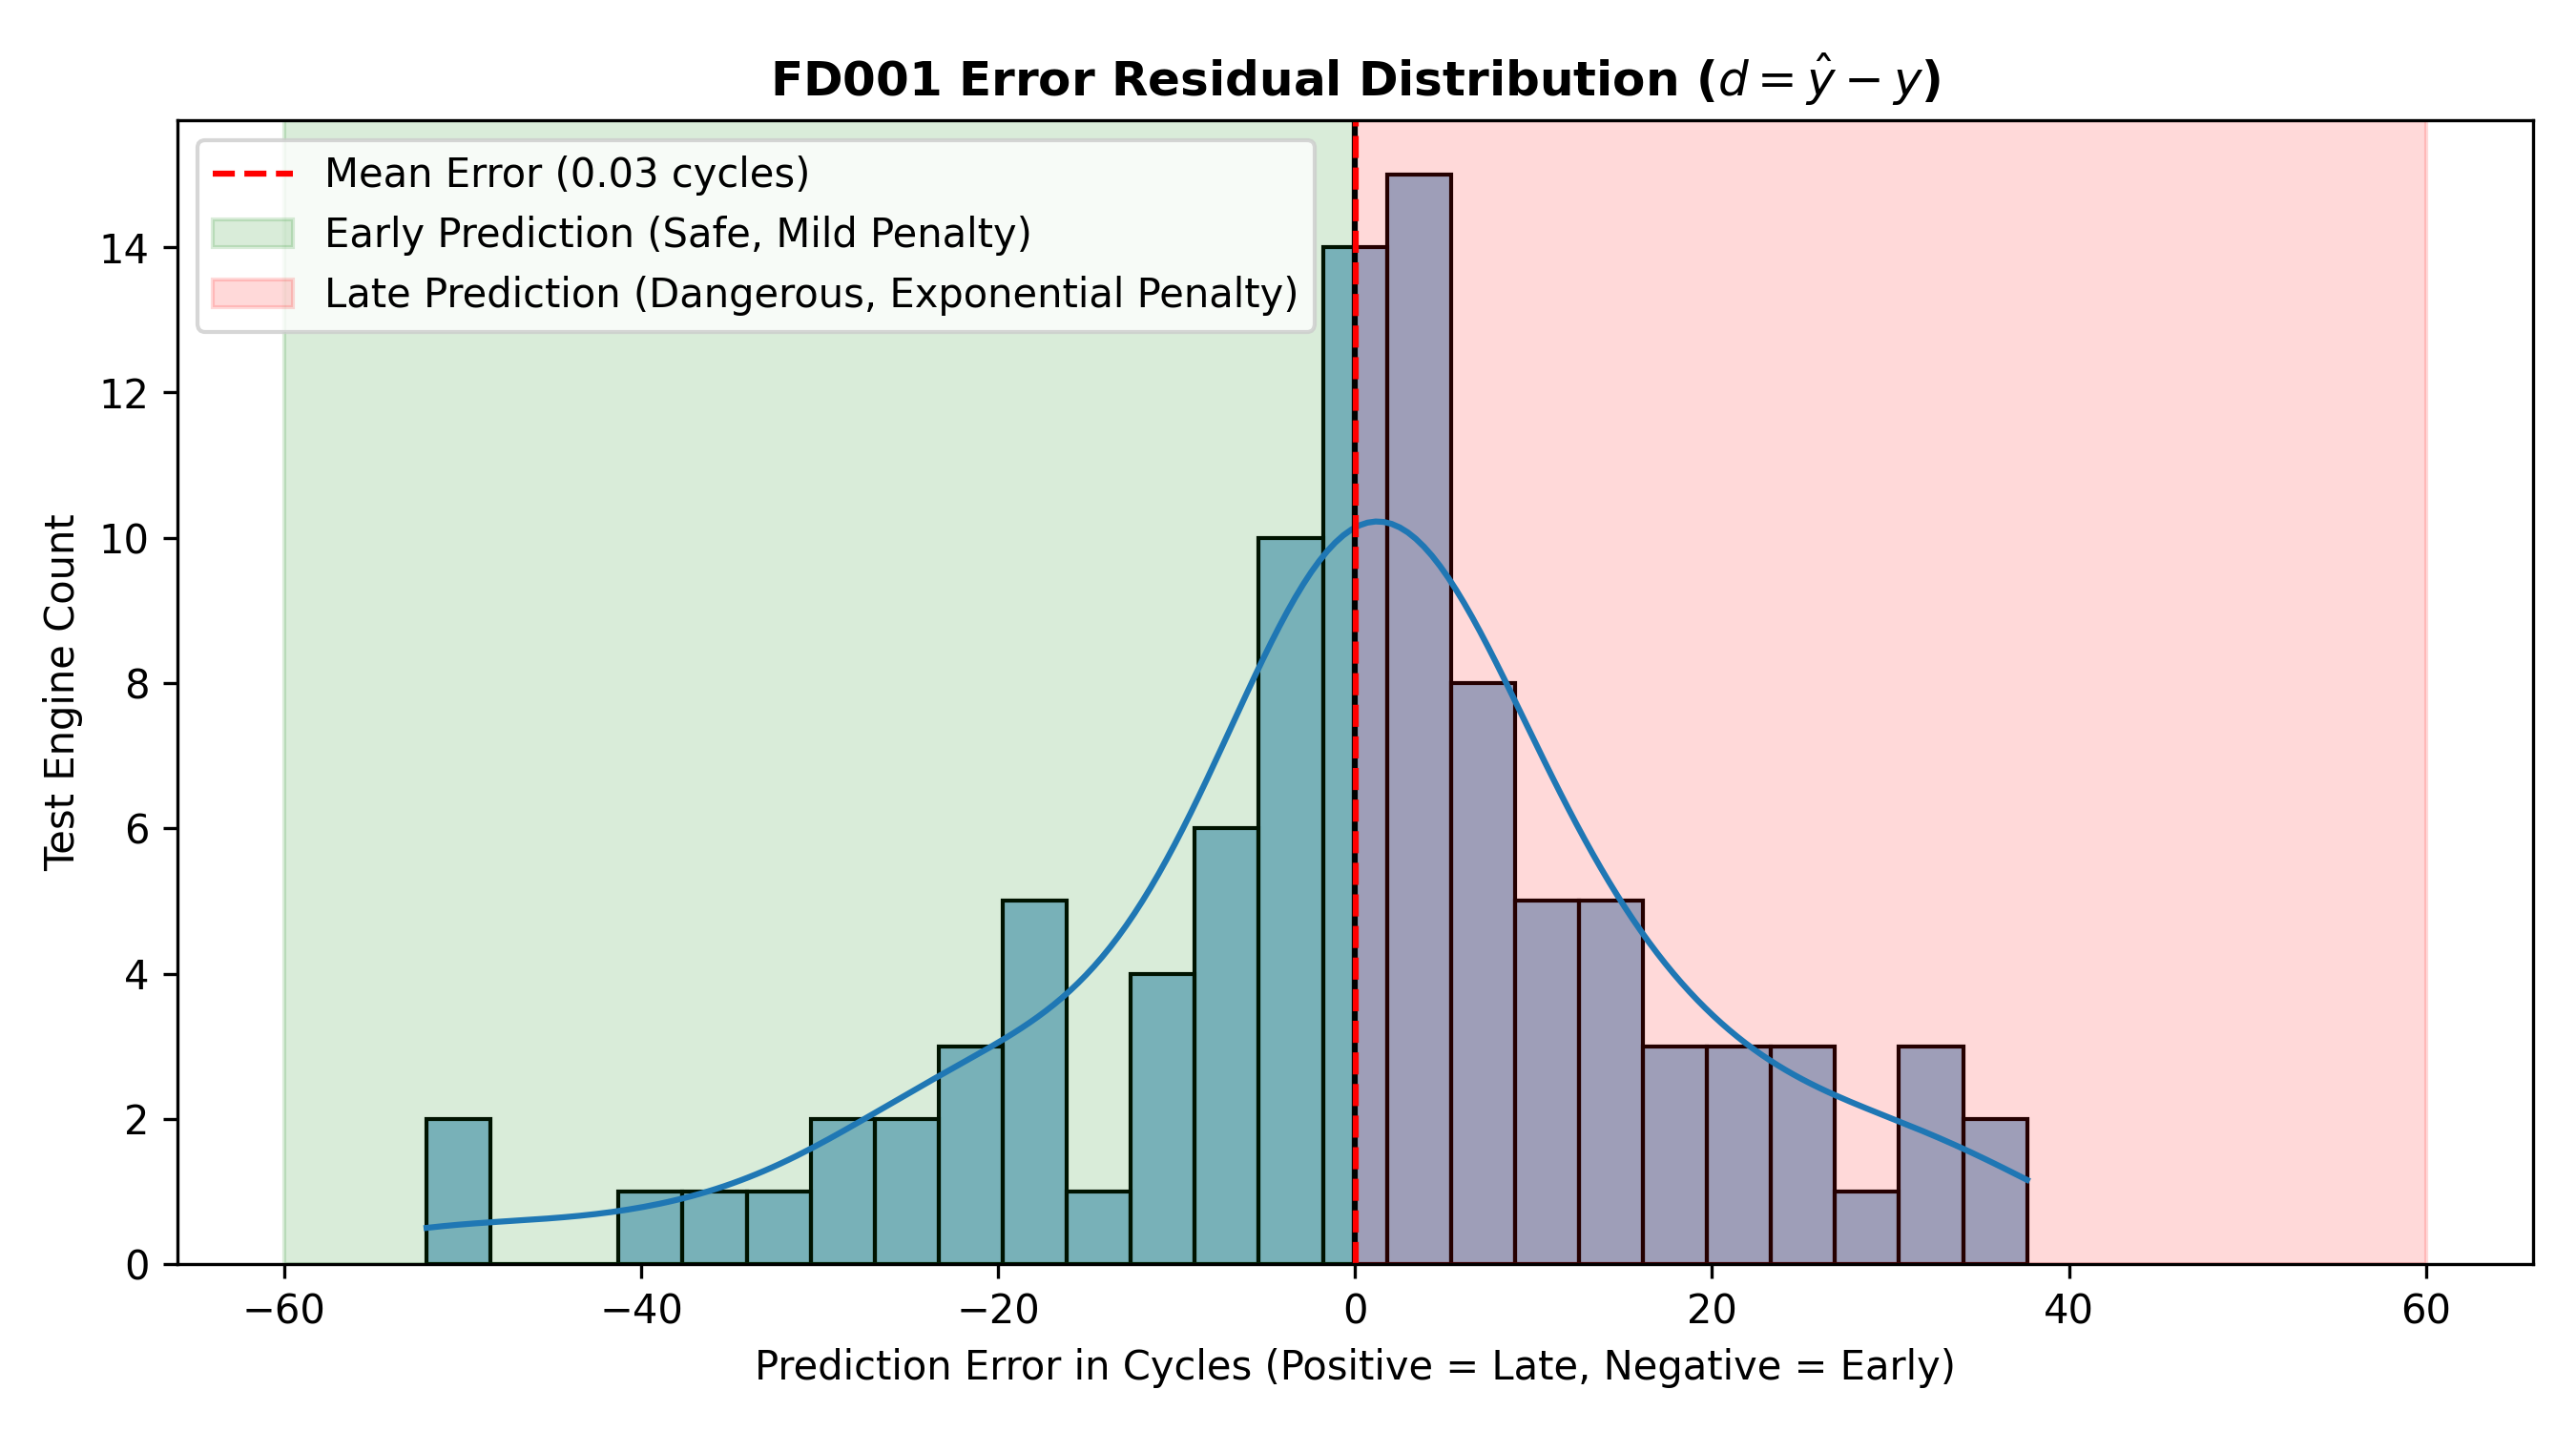 FD001 Error Residual Distribution (d = ŷ − y)
Mean Error (0.03 cycles)
Early Prediction (Safe, Mild Penalty)
Late Prediction (Dangerous, Exponential Penalty)
Test Engine Count
14
12
10
8
6
4
2
0
−60 −40 −20 0 20 40 60
Prediction Error in Cycles (Positive = Late, Negative = Early)